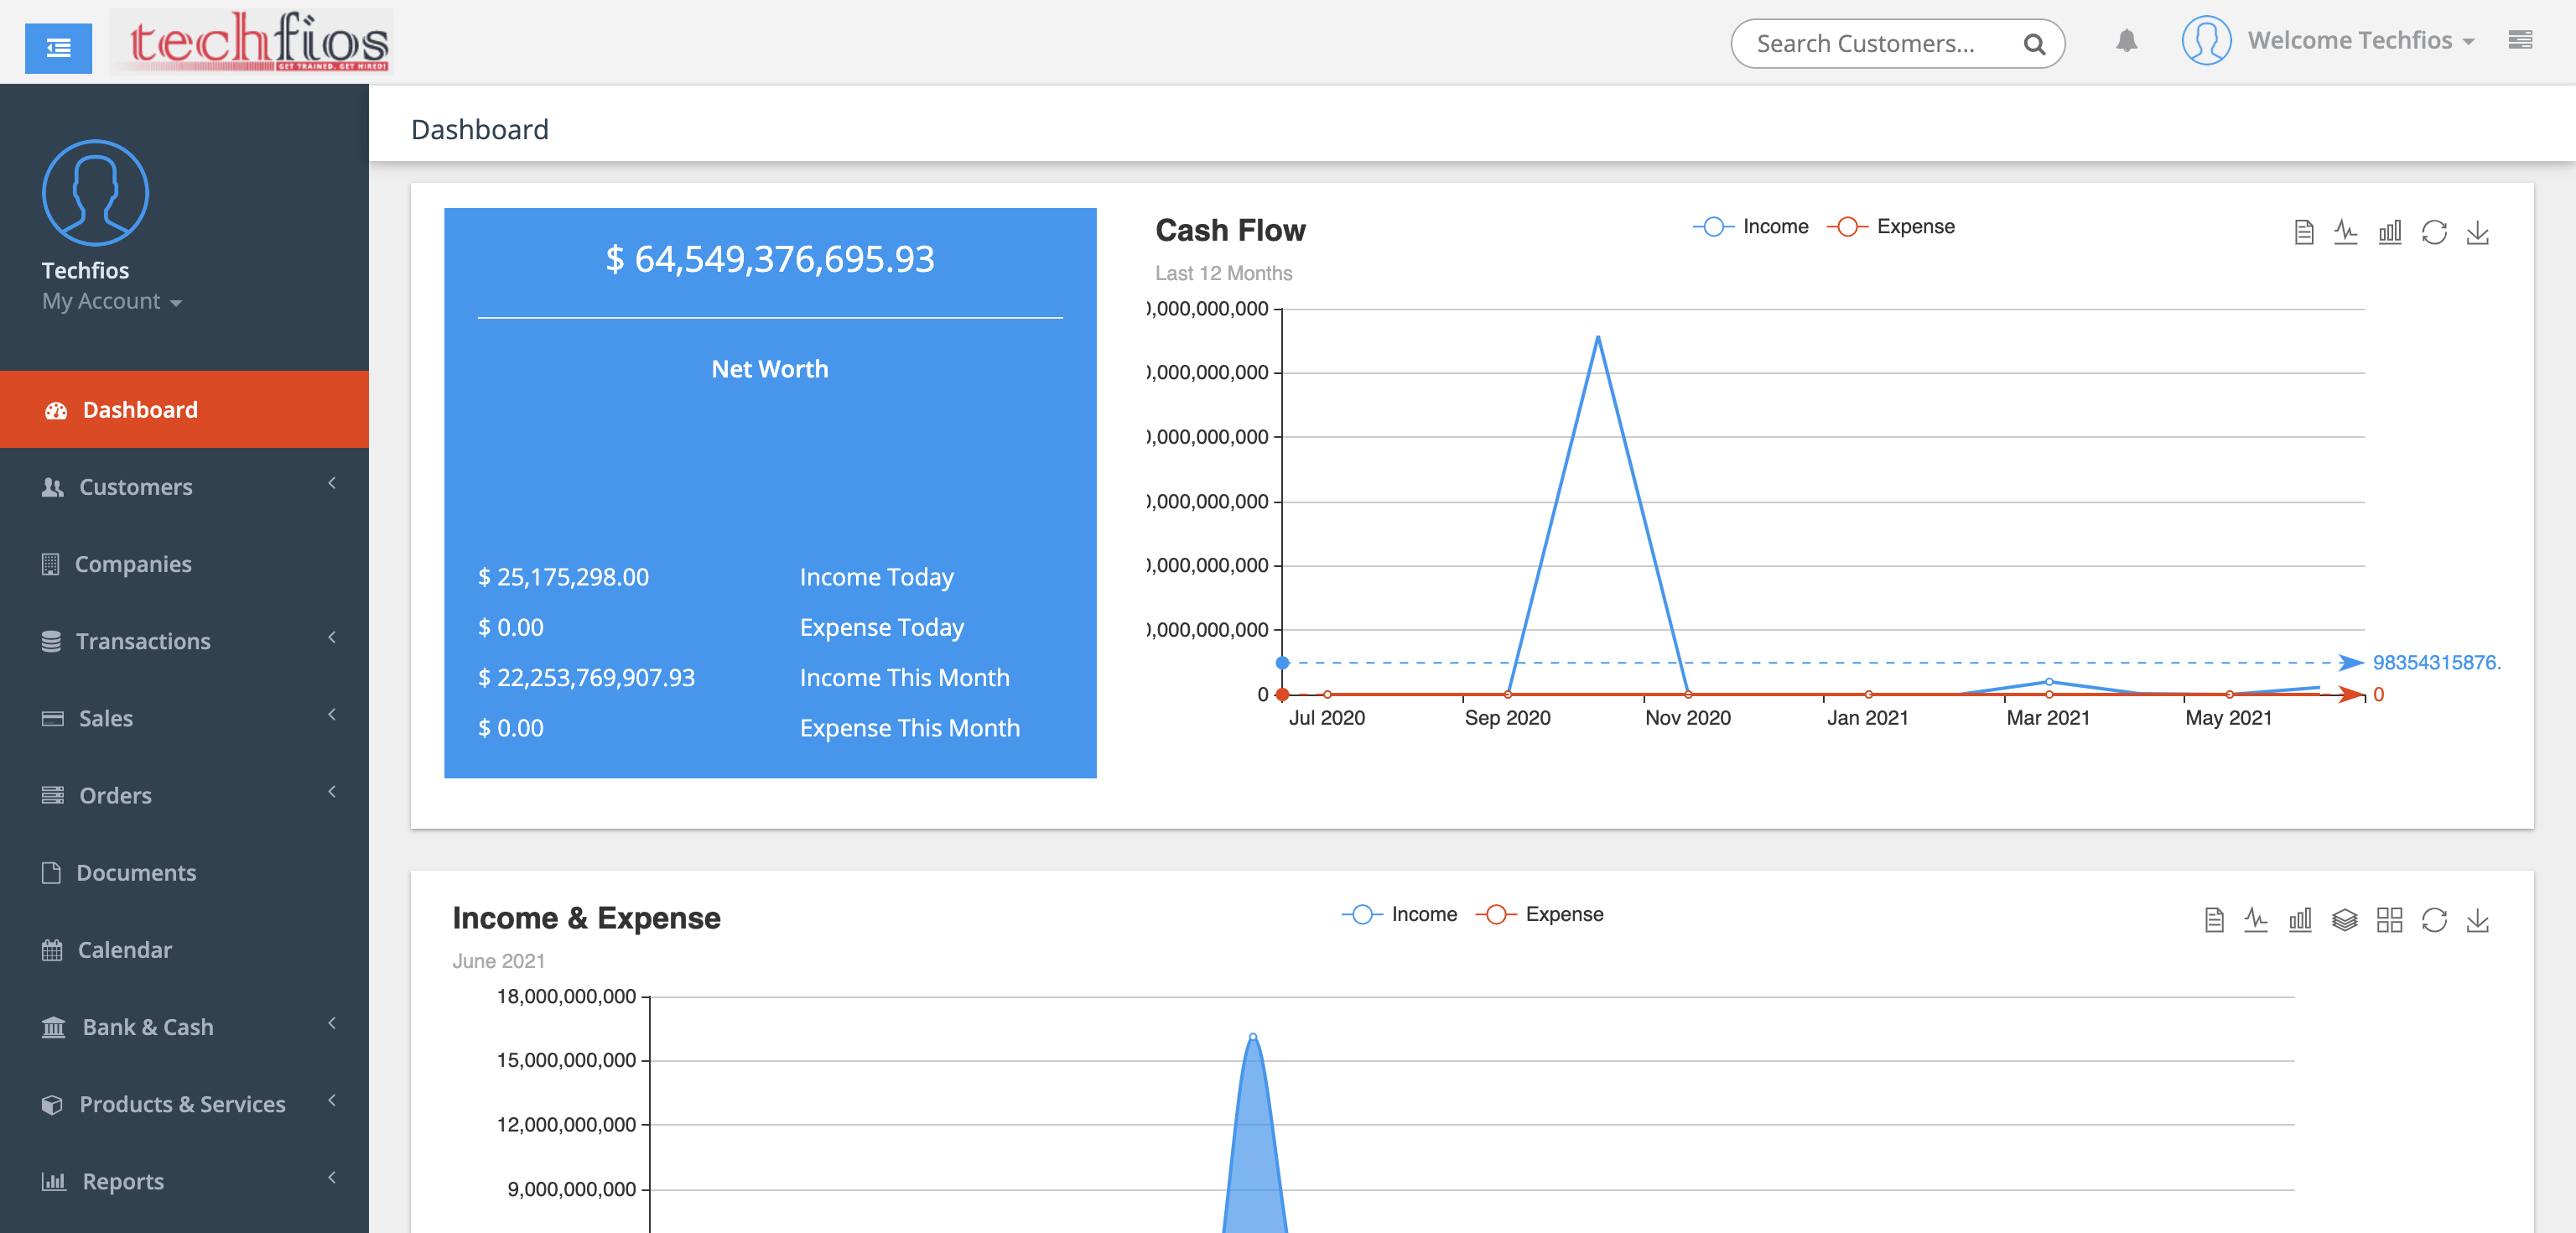 techfios
GET TRAINED. GET HIRED!
Search Customers...
Welcome Techfios
Techfios
My Account
Dashboard
Customers
Companies
Transactions
Sales
Orders
Documents
Calendar
Bank & Cash
Products & Services
Reports
Dashboard
$ 64,549,376,695.93
Net Worth
$ 25,175,298.00 Income Today
$ 0.00 Expense Today
$ 22,253,769,907.93 Income This Month
$ 0.00 Expense This Month
Cash Flow
Last 12 Months
Income Expense
0,000,000,000
0,000,000,000
0,000,000,000
0,000,000,000
0,000,000,000
0,000,000,000
98354315876.
0
0
Jul 2020 Sep 2020 Nov 2020 Jan 2021 Mar 2021 May 2021
Income & Expense
June 2021
Income Expense
18,000,000,000
15,000,000,000
12,000,000,000
9,000,000,000